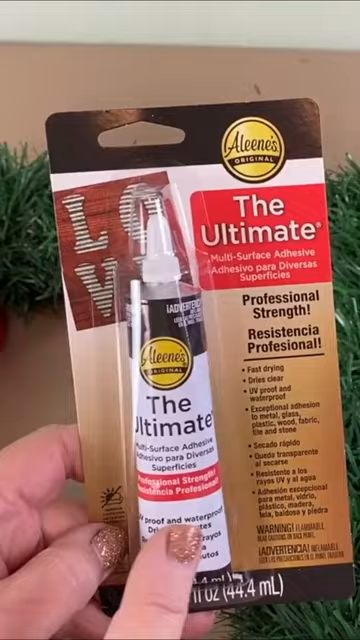 Aleene's
ORIGINAL
The
Ultimate®
Multi-Surface Adhesive
Adhesivo para Diversas
Superficies
Professional
Strength!
Resistencia
Profesional!
• Fast drying
• Dries clear
• UV proof and
waterproof
• Exceptional adhesion
to metal, glass,
plastic, wood, fabric,
tile and stone
• Secado rápido
• Queda transparente
al secarse
• Resistente a los
rayos UV y al agua
• Adhesión excepcional
para metal, vidrio,
plástico, madera,
tela, baldosa y piedra
WARNING! FLAMMABLE
¡ADVERTENCIA! INFLAMABLE
fl oz (44.4 mL)
LOV
¡ADVERTENCIA
Aleene's
ORIGINAL
The
Ultimate
Multi-Surface Adhesive
Adhesivo para Diversas
Superficies
Professional Strength!
Resistencia Profesional!
UV proof and waterproof